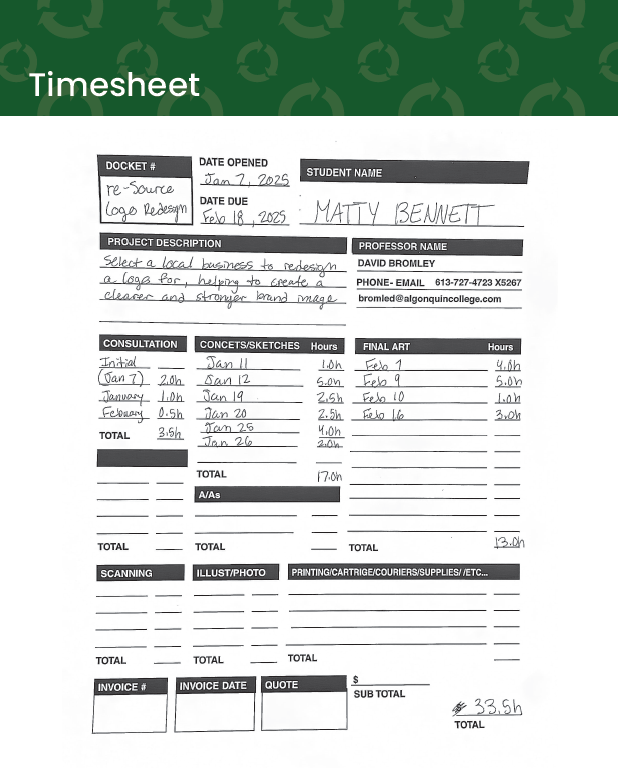 Timesheet
DOCKET #
re-Source
Logo Redesign
DATE OPENED
Jan 7, 2025
DATE DUE
Feb 18, 2025
STUDENT NAME
MATTY BENNETT
PROJECT DESCRIPTION
Select a local business to redesign
a logo for, helping to create a
clearer and stronger brand image
PROFESSOR NAME
DAVID BROMLEY
PHONE- EMAIL 613-727-4723 X5267
bromled@algonquincollege.com
CONSULTATION
Initial
(Jan 7) 2.0h
January 1.0h
February 0.5h
TOTAL 3.5h
TOTAL
CONCETS/SKETCHES Hours
Jan 11 1.0h
Jan 12 5.0h
Jan 19 2.5h
Jan 20 2.5h
Jan 25 4.0h
Jan 26 2.0h
TOTAL 17.0h
A/As
TOTAL
FINAL ART Hours
Feb 7 4.0h
Feb 9 5.0h
Feb 10 1.0h
Feb 16 3.0h
TOTAL 13.0h
SCANNING
TOTAL
ILLUST/PHOTO
TOTAL
PRINTING/CARTRIGE/COURIERS/SUPPLIES/ /ETC...
TOTAL
INVOICE #
INVOICE DATE
QUOTE
$
SUB TOTAL
33.5h
TOTAL